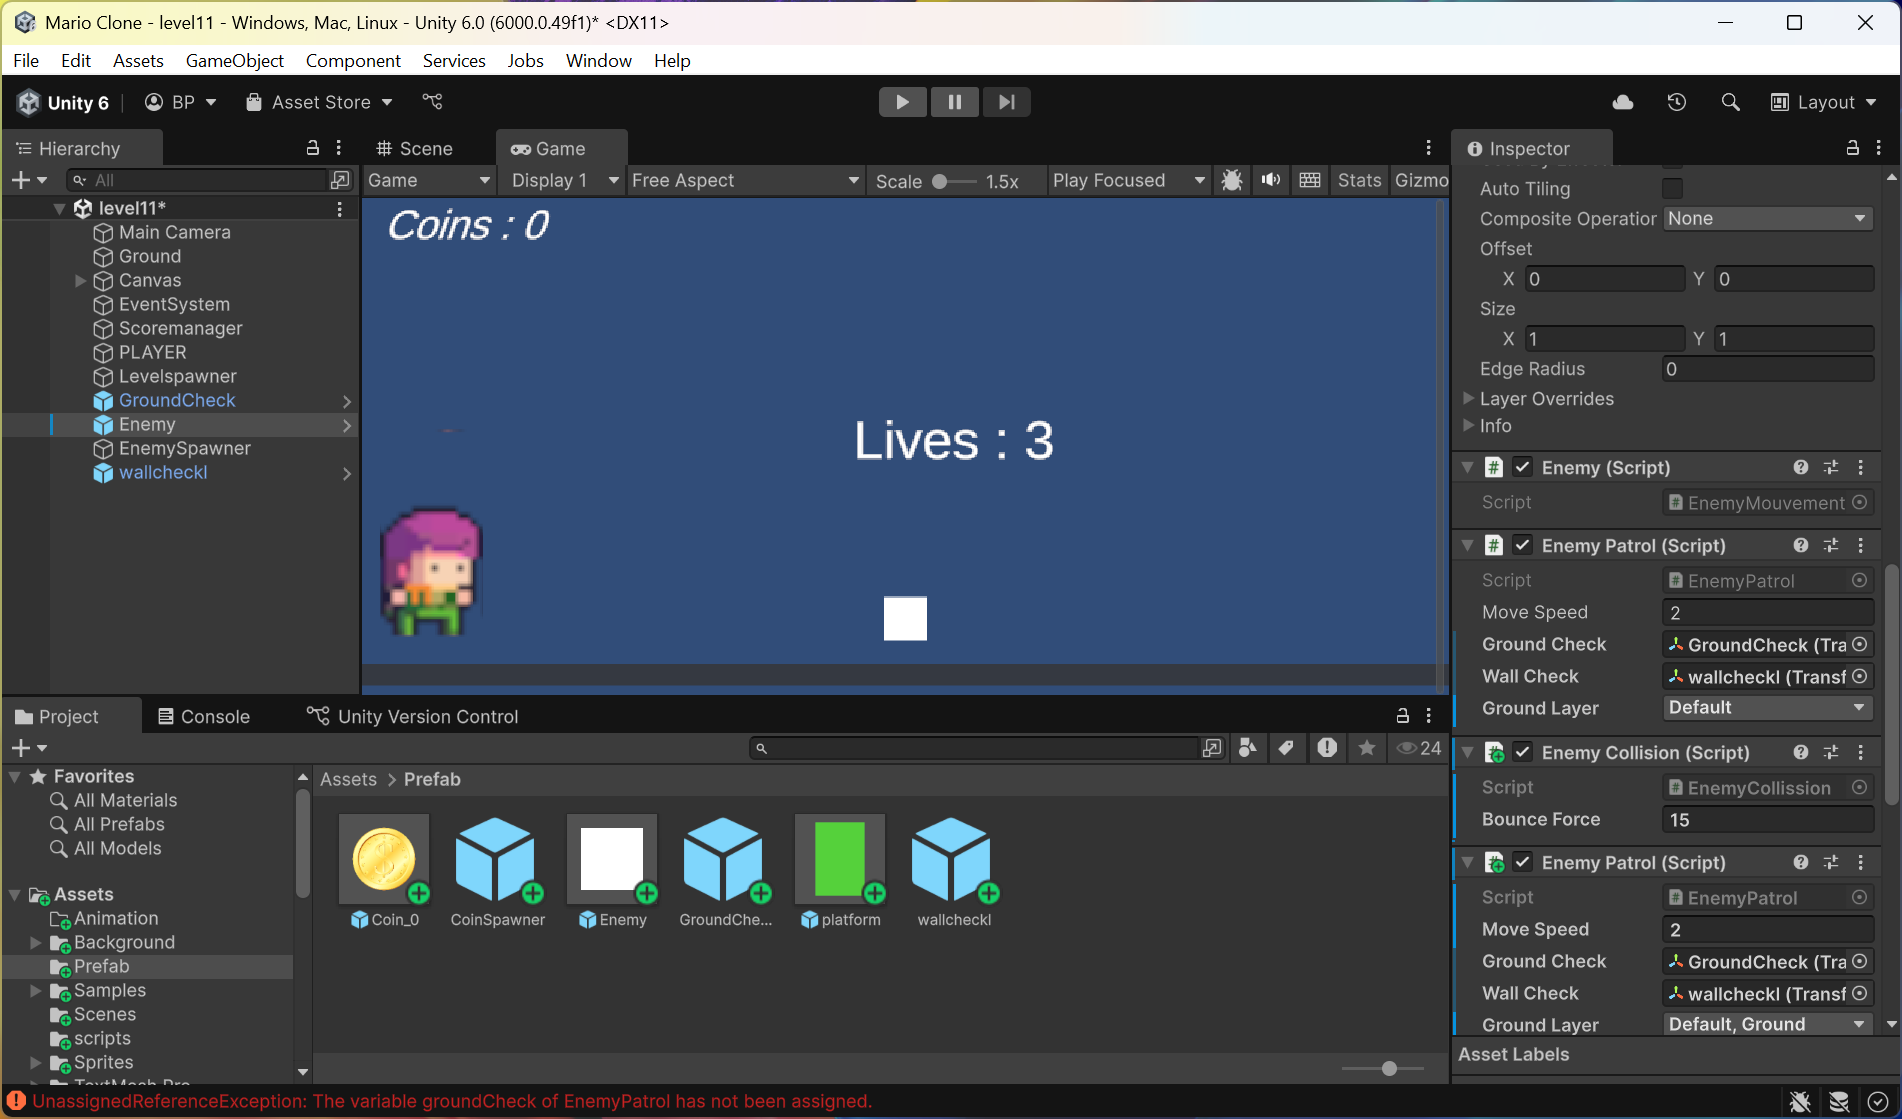 Mario Clone - level11 - Windows, Mac, Linux - Unity 6.0 (6000.0.49f1)* <DX11>
File Edit Assets GameObject Component Services Jobs Window Help
Unity 6 BP Asset Store Layout
Hierarchy
All
level11*
Main Camera
Ground
Canvas
EventSystem
Scoremanager
PLAYER
Levelspawner
GroundCheck
Enemy
EnemySpawner
wallcheckl
Scene Game
Game Display 1 Free Aspect Scale 1.5x Play Focused Stats Gizmo
Coins : 0
Lives : 3
Inspector
Auto Tiling
Composite Operatior None
Offset
X 0 Y 0
Size
X 1 Y 1
Edge Radius 0
Layer Overrides
Info
Enemy (Script)
Script EnemyMouvement
Enemy Patrol (Script)
Script EnemyPatrol
Move Speed 2
Ground Check GroundCheck (Tra
Wall Check wallcheckl (Transf
Ground Layer Default
Enemy Collision (Script)
Script EnemyCollission
Bounce Force 15
Enemy Patrol (Script)
Script EnemyPatrol
Move Speed 2
Ground Check GroundCheck (Tra
Wall Check wallcheckl (Transf
Ground Layer Default, Ground
Asset Labels
Project Console Unity Version Control
24
Favorites
All Materials
All Prefabs
All Models
Assets
Animation
Background
Prefab
Samples
Scenes
scripts
Sprites
Assets > Prefab
Coin_0 CoinSpawner Enemy GroundChe... platform wallcheckl
UnassignedReferenceException: The variable groundCheck of EnemyPatrol has not been assigned.